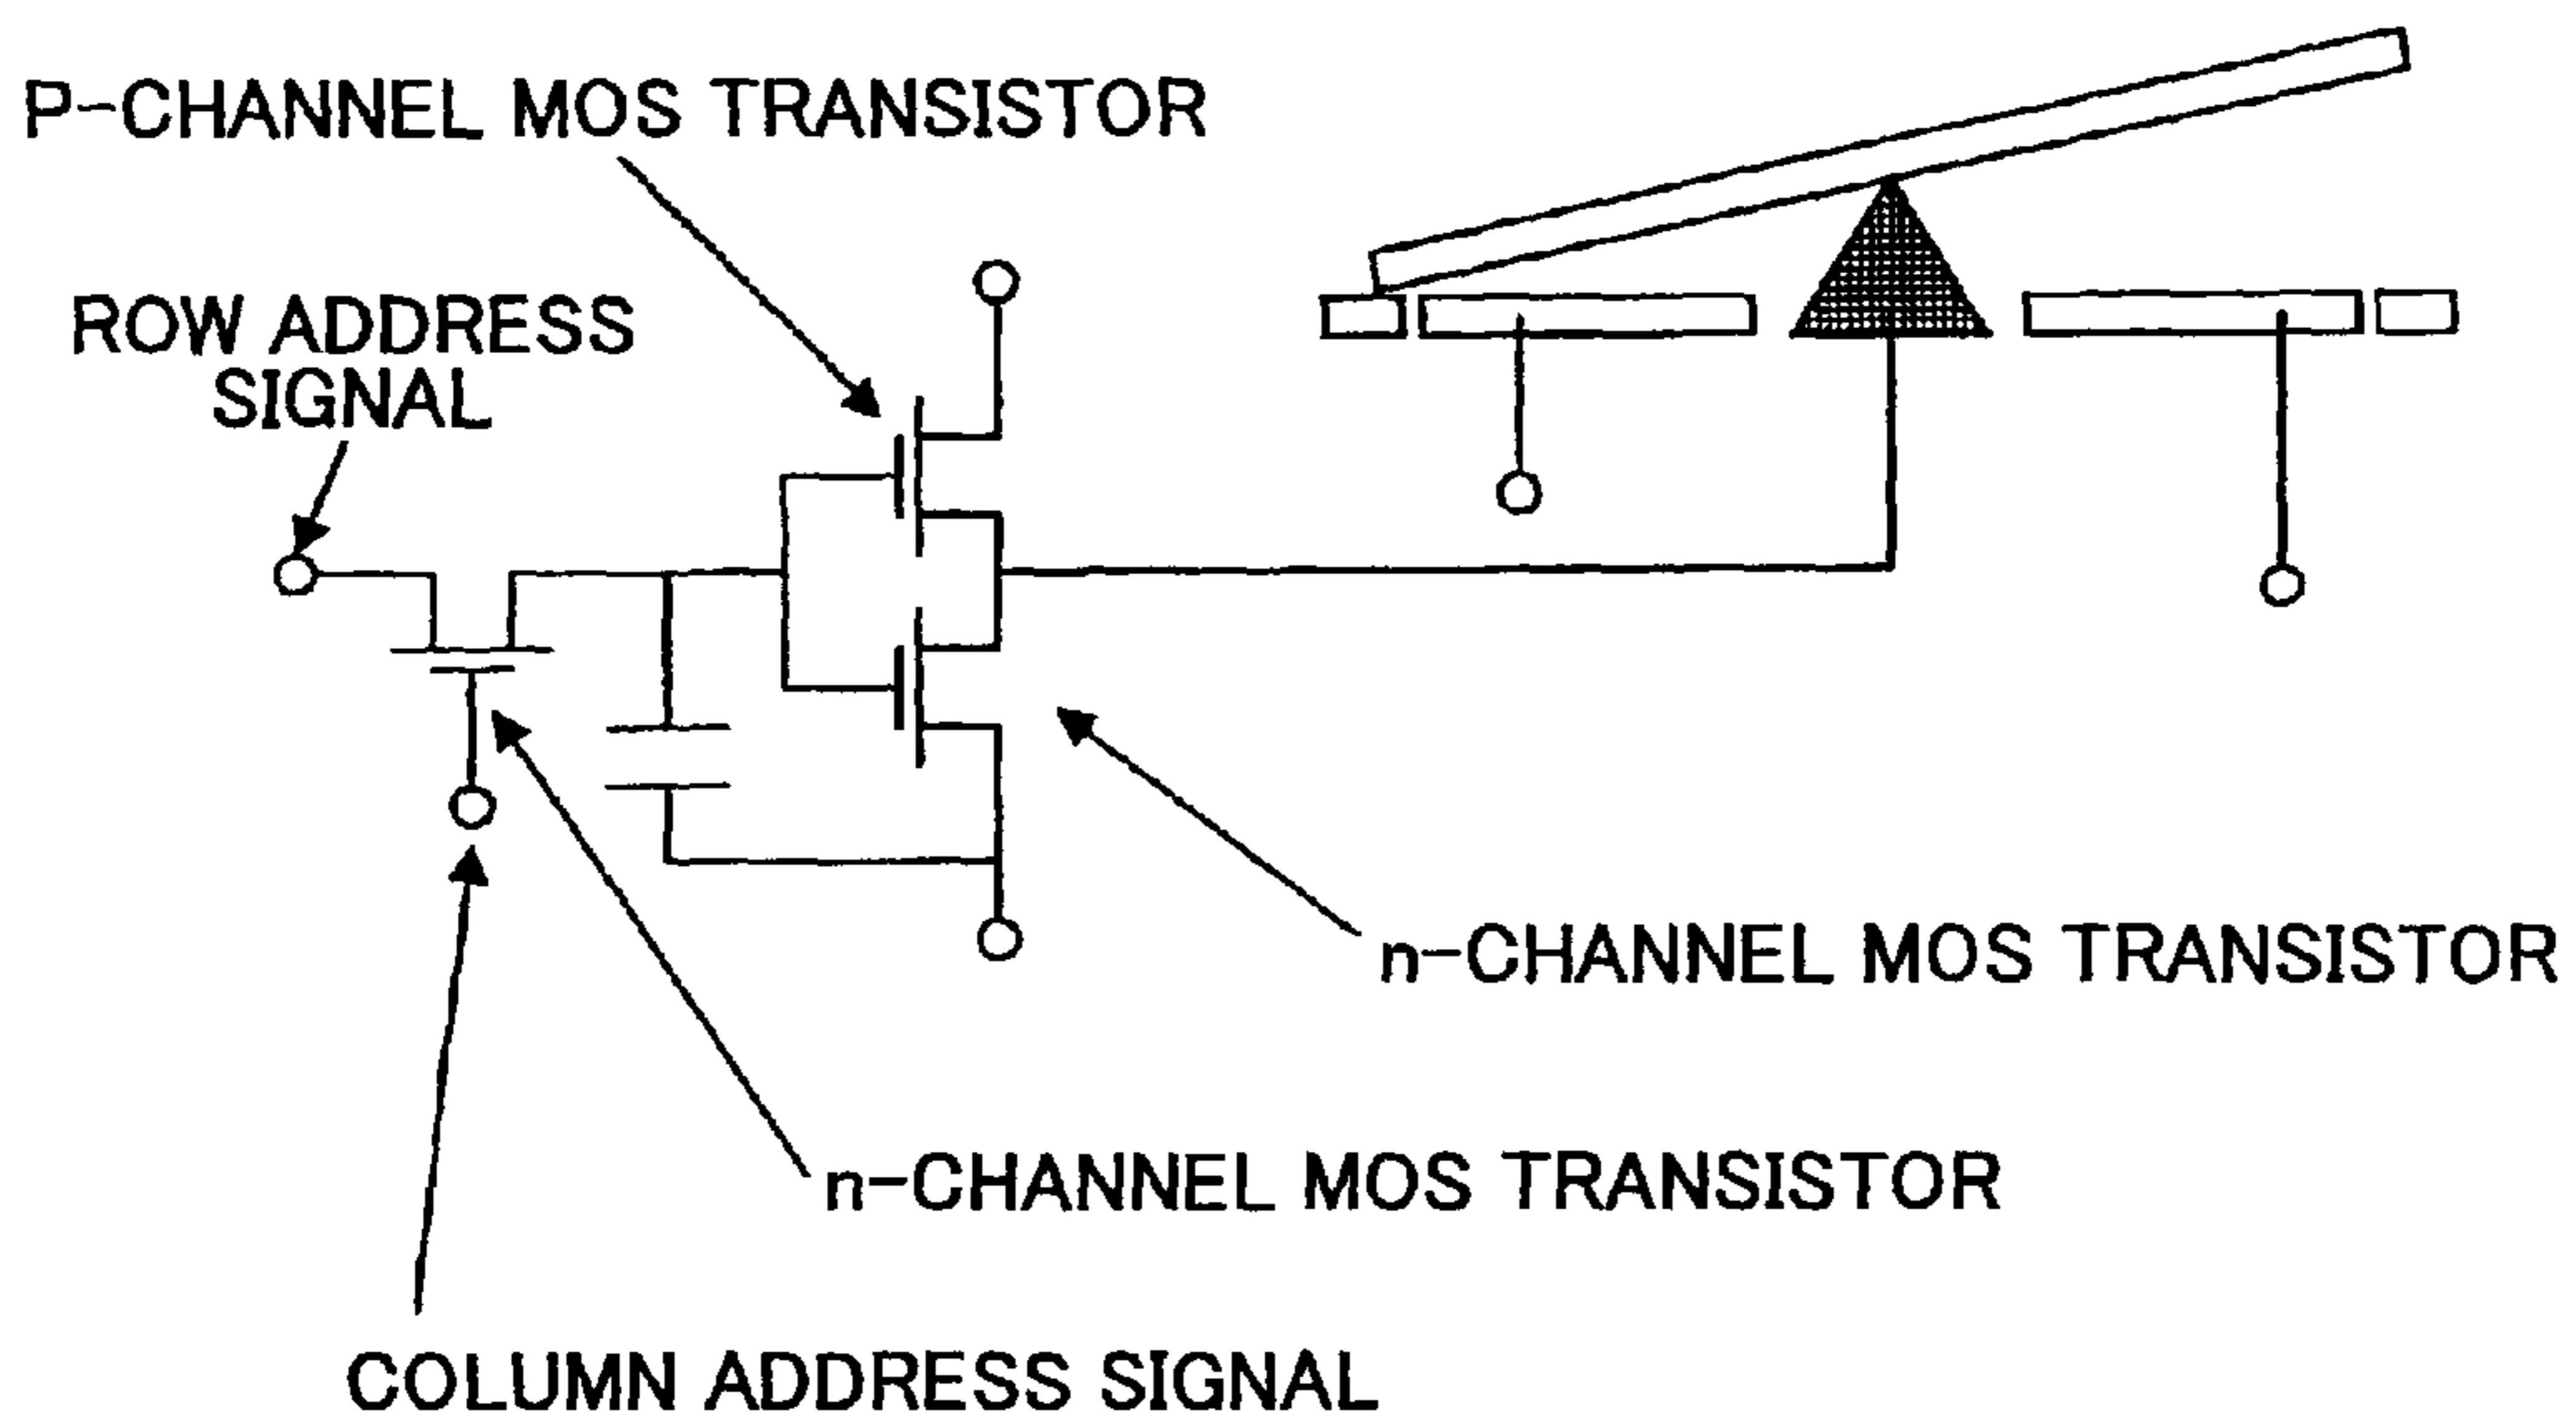 P-CHANNEL MOS TRANSISTOR
ROW ADDRESS
SIGNAL
n-CHANNEL MOS TRANSISTOR
n-CHANNEL MOS TRANSISTOR
COLUMN ADDRESS SIGNAL